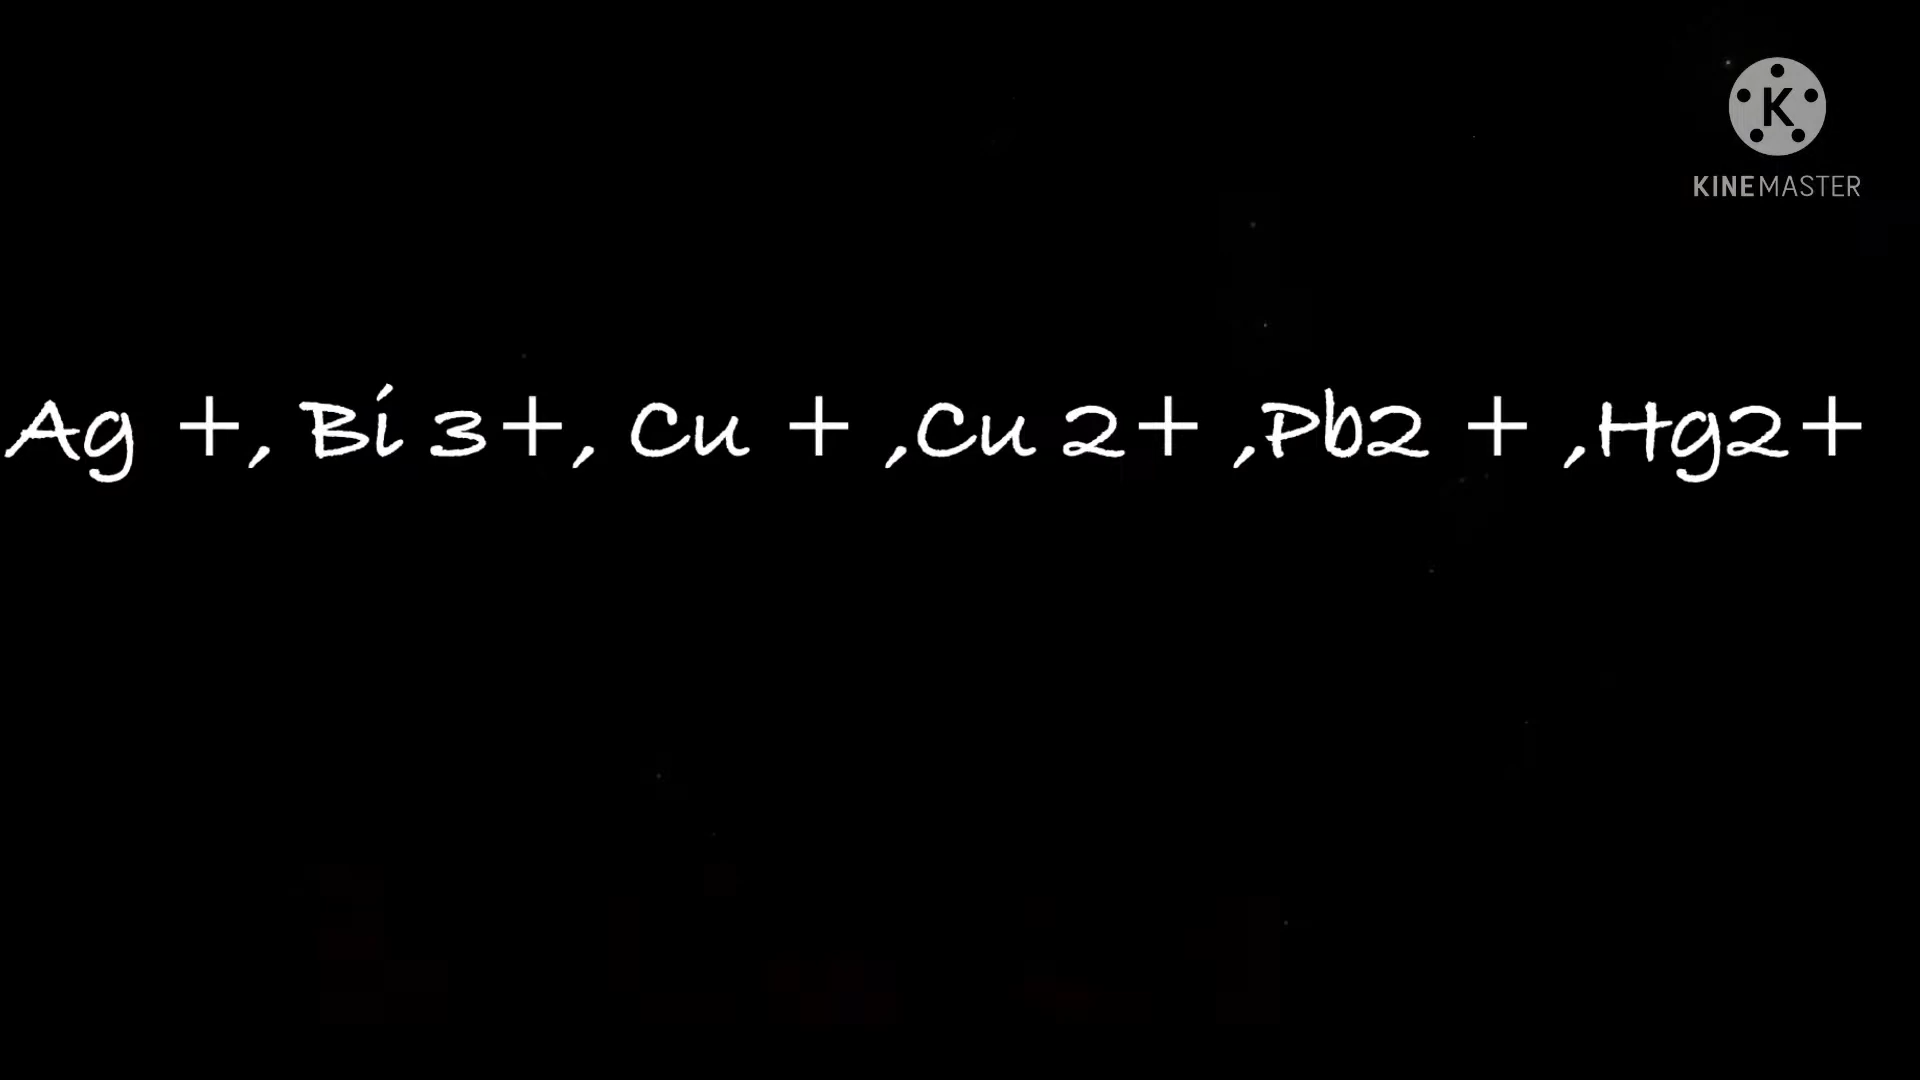 K
KINEMASTER
Ag +, Bi 3+, Cu + ,Cu 2+ ,Pb2 + ,Hg2+